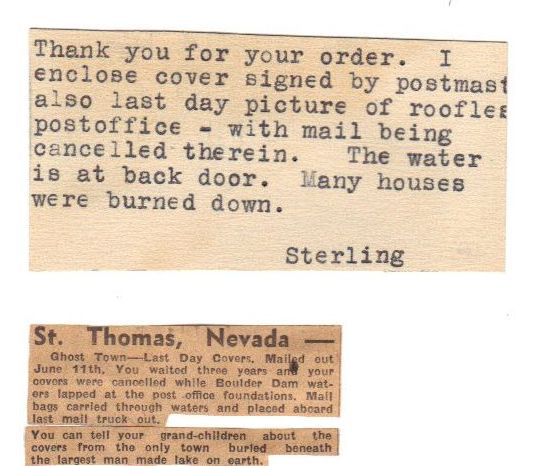 Thank you for your order. I
enclose cover signed by postmast
also last day picture of roofles
postoffice - with mail being
cancelled therein. The water
is at back door. Many houses
were burned down.
Sterling
St. Thomas, Nevada —
Ghost Town—Last Day Covers. Mailed out
June 11th. You waited three years and your
covers were cancelled while Boulder Dam wat-
ers lapped at the post office foundations. Mail
bags carried through waters and placed aboard
last mail truck out.
You can tell your grand-children about the
covers from the only town buried beneath
the largest man made lake on earth.